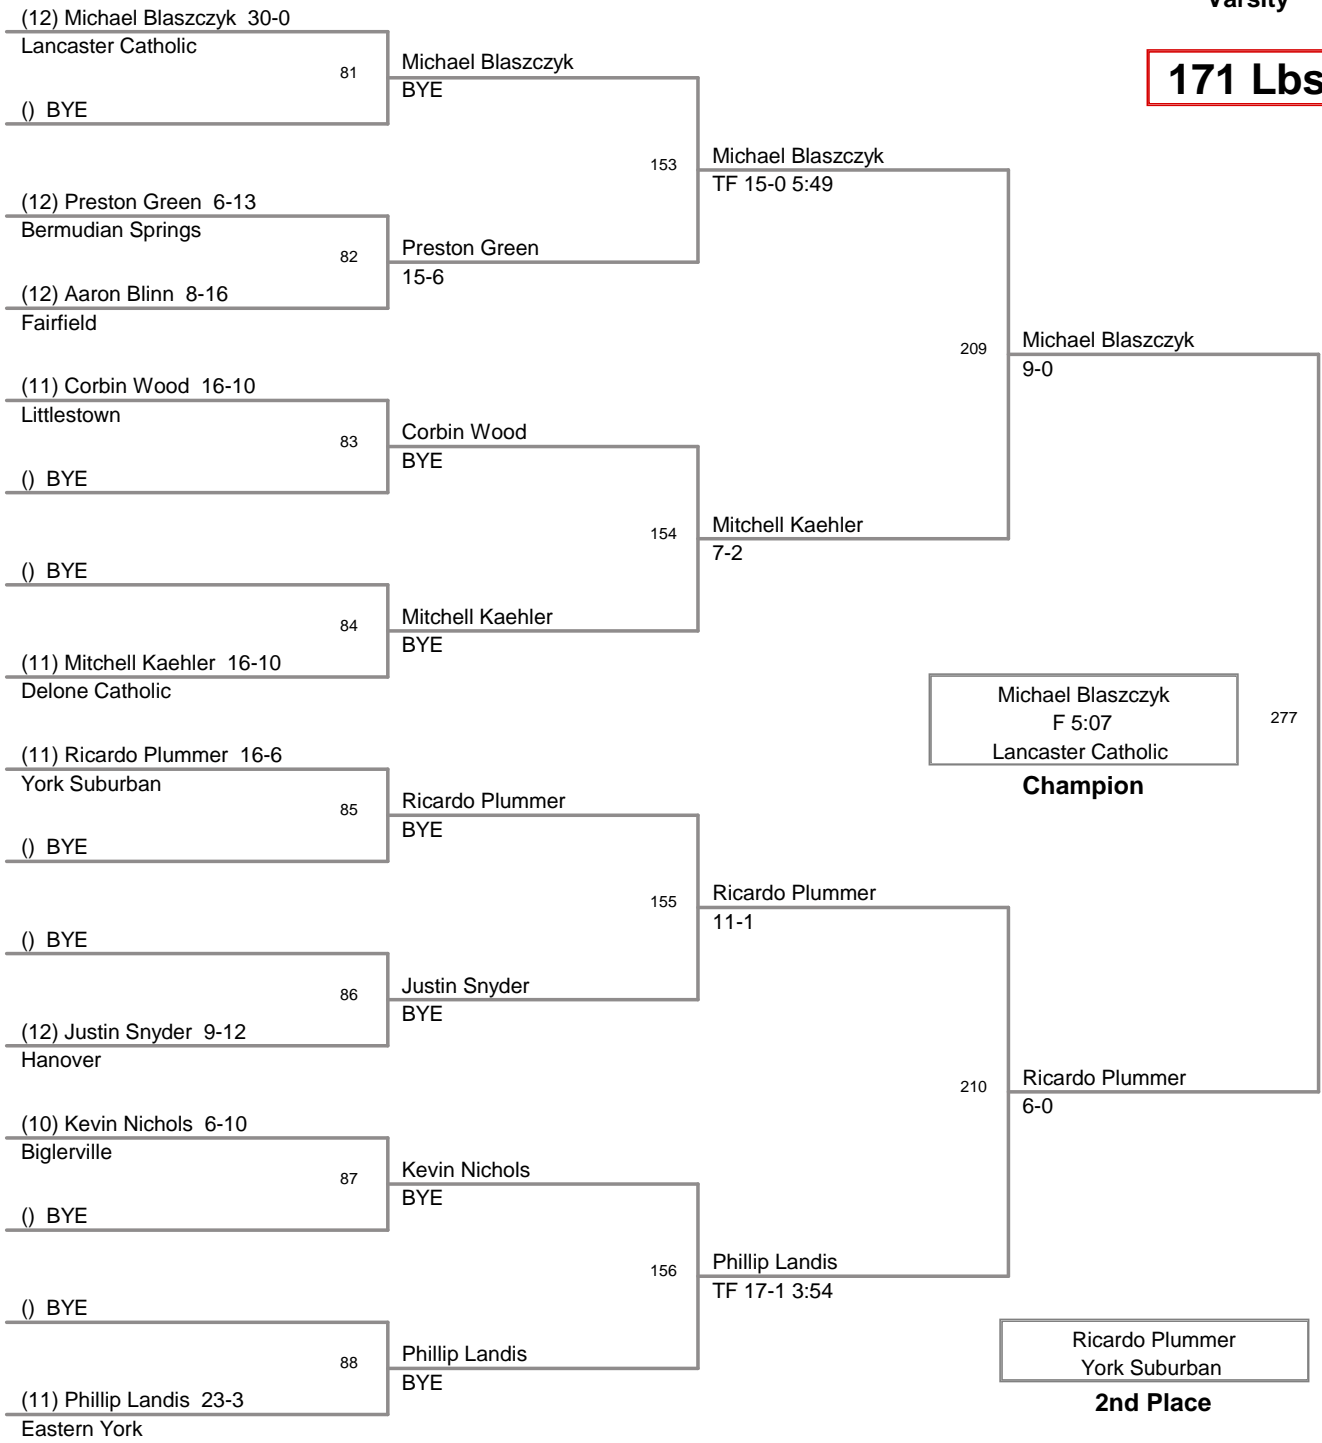 Varsity
171 Lbs
(12) Michael Blaszczyk 30-0
Lancaster Catholic
81
() BYE
Michael Blaszczyk
BYE
(12) Preston Green 6-13
Bermudian Springs
82
(12) Aaron Blinn 8-16
Fairfield
Preston Green
15-6
153
Michael Blaszczyk
TF 15-0 5:49
(11) Corbin Wood 16-10
Littlestown
83
() BYE
Corbin Wood
BYE
() BYE
84
(11) Mitchell Kaehler 16-10
Delone Catholic
Mitchell Kaehler
BYE
154
Mitchell Kaehler
7-2
209
Michael Blaszczyk
9-0
(11) Ricardo Plummer 16-6
York Suburban
85
() BYE
Ricardo Plummer
BYE
() BYE
86
(12) Justin Snyder 9-12
Hanover
Justin Snyder
BYE
155
Ricardo Plummer
11-1
(10) Kevin Nichols 6-10
Biglerville
87
() BYE
Kevin Nichols
BYE
() BYE
88
(11) Phillip Landis 23-3
Eastern York
Phillip Landis
BYE
156
Phillip Landis
TF 17-1 3:54
210
Ricardo Plummer
6-0
277
Michael Blaszczyk
F 5:07
Lancaster Catholic
Champion
Ricardo Plummer
York Suburban
2nd Place